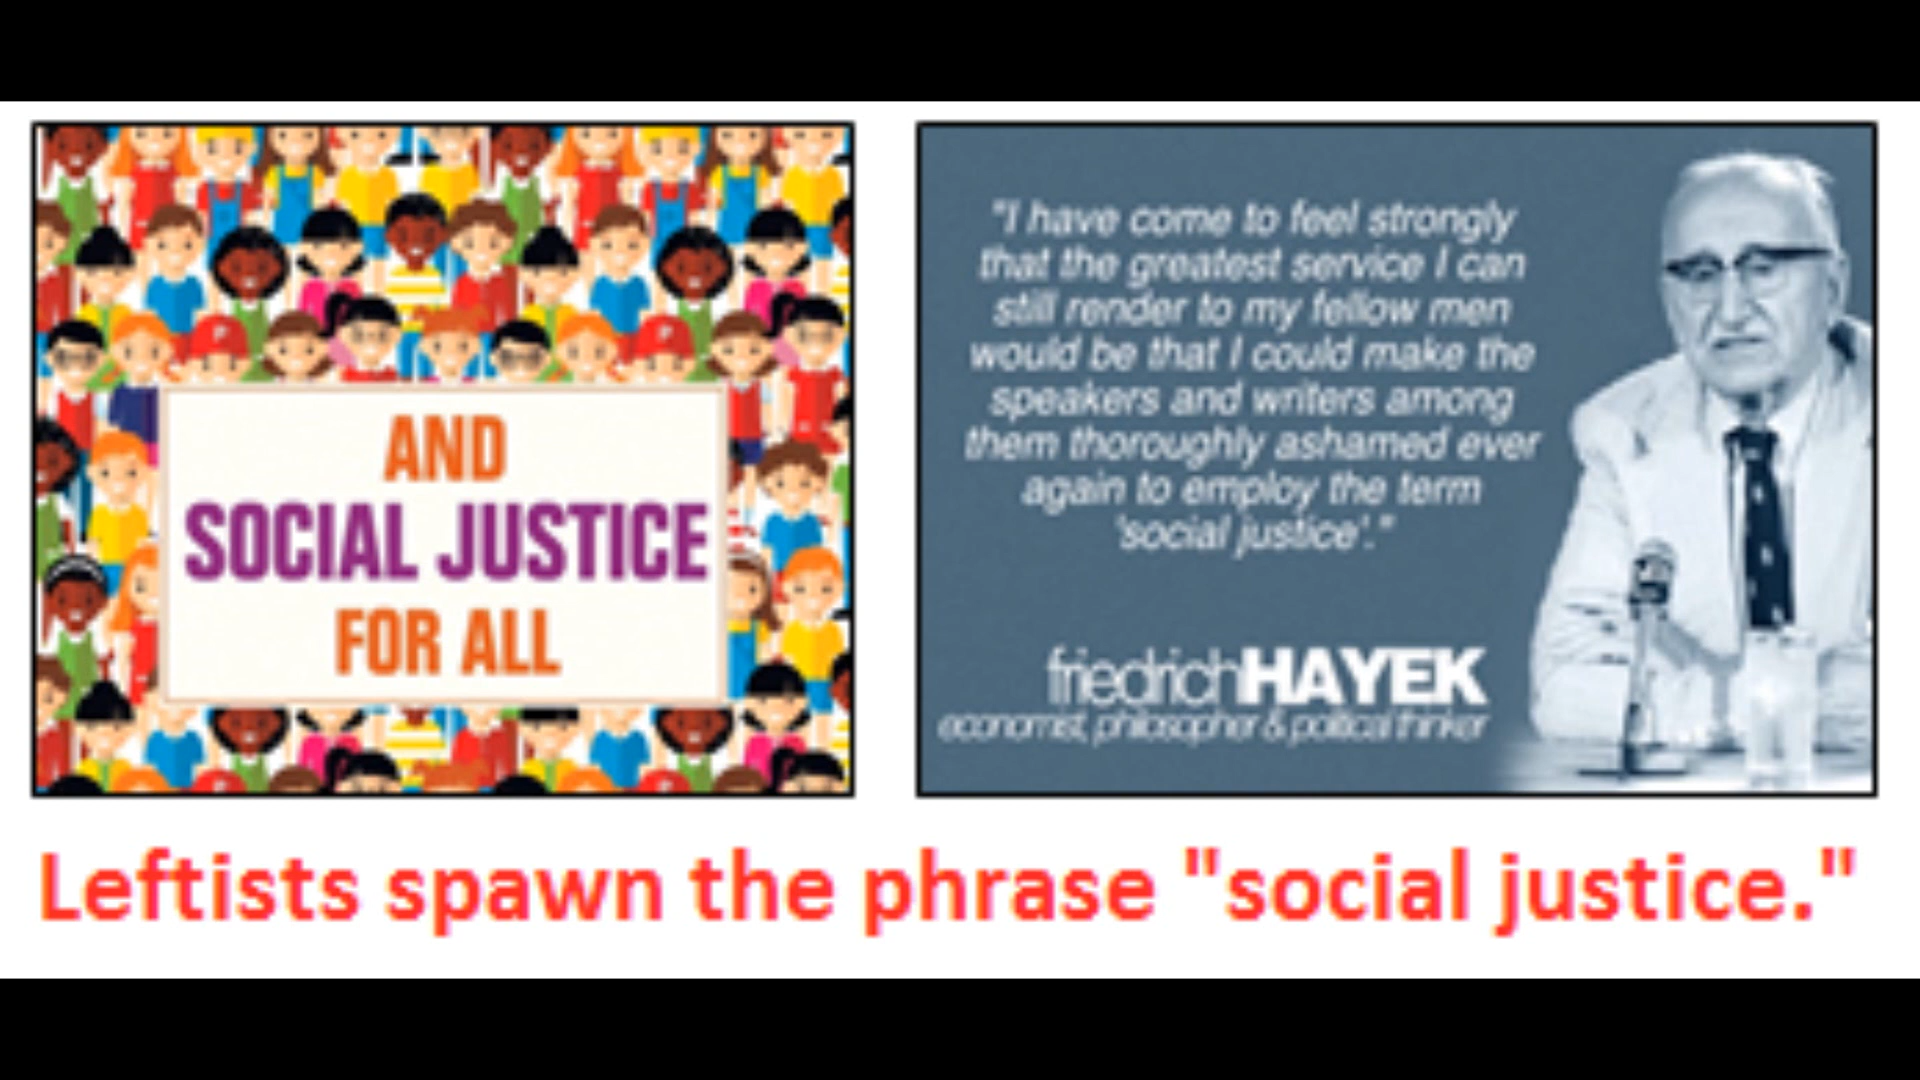 AND
SOCIAL JUSTICE
FOR ALL
"I have come to feel strongly
that the greatest service I can
still render to my fellow men
would be that I could make the
speakers and writers among
them thoroughly ashamed ever
again to employ the term
'social justice'."
friedrichHAYEK
economist, philosopher & political thinker
Leftists spawn the phrase "social justice."